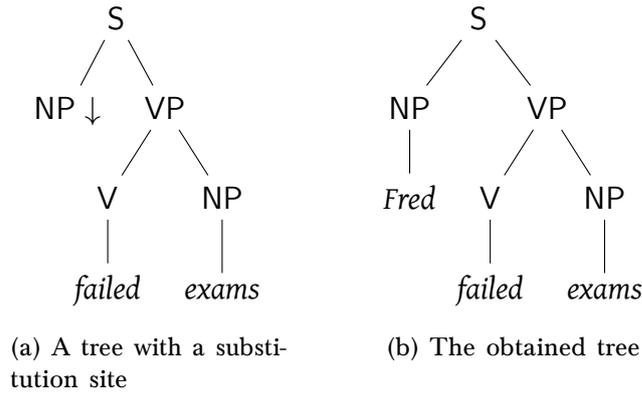 S
NP ↓ VP
V NP
failed exams
(a) A tree with a substi-
tution site
S
NP VP
Fred V NP
failed exams
(b) The obtained tree